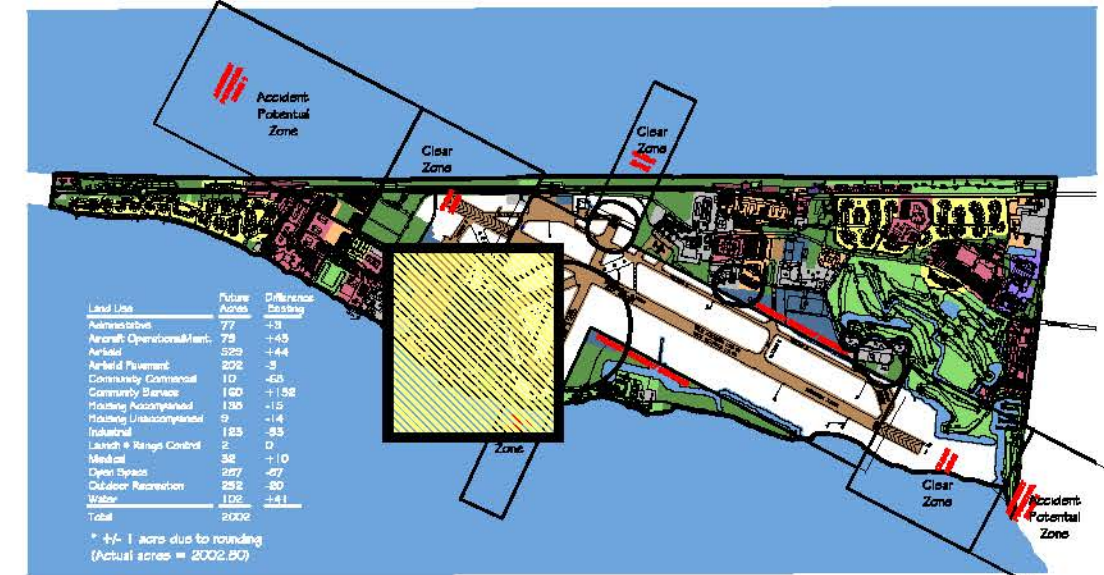 Accident
Potential
Zone
Clear
Zone
Clear
Zone
Land Use Future Acres Difference Existing
Administrative 77 +3
Aircraft Operations/Maint. 79 +45
Airfield 529 +44
Airfield Pavement 202 -3
Community Commercial 10 -68
Community Service 160 +132
Housing Accompanied 138 -15
Housing Unaccompanied 9 -14
Industrial 123 -93
Launch & Range Control 2 0
Medical 32 +10
Open Space 287 -87
Outdoor Recreation 252 -20
Water 102 +41
Total 2002
* +/- 1 acre due to rounding
(Actual acres = 2002.80)
Zone
Clear
Zone
Accident
Potential
Zone